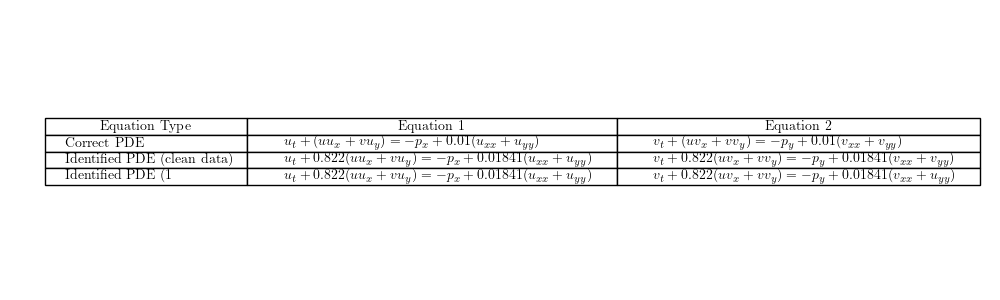 Equation Type Equation 1 Equation 2
Correct PDE $u_t + (uu_x + vu_y) = -p_x + 0.01(u_{xx} + u_{yy})$ $v_t + (uv_x + vv_y) = -p_y + 0.01(v_{xx} + v_{yy})$
Identified PDE (clean data) $u_t + 0.822(uu_x + vu_y) = -p_x + 0.01841(u_{xx} + u_{yy})$ $v_t + 0.822(uv_x + vv_y) = -p_y + 0.01841(v_{xx} + v_{yy})$
Identified PDE (1 $u_t + 0.822(uu_x + vu_y) = -p_x + 0.01841(u_{xx} + u_{yy})$ $v_t + 0.822(uv_x + vv_y) = -p_y + 0.01841(v_{xx} + u_{yy})$